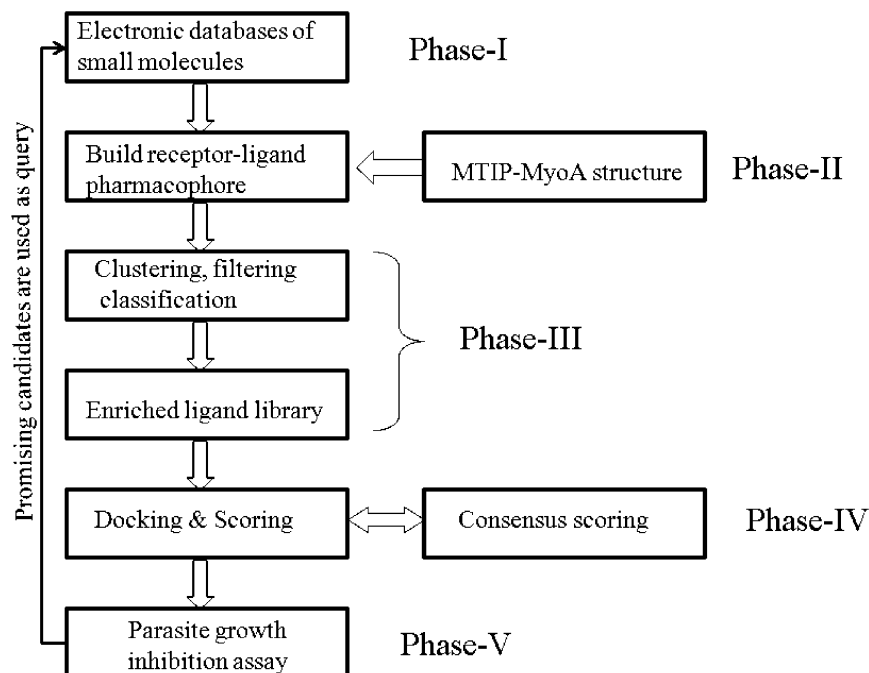 Electronic databases of
small molecules
Phase-I
Build receptor-ligand
pharmacophore
MTIP-MyoA structure
Phase-II
Clustering, filtering
classification
Phase-III
Enriched ligand library
Docking & Scoring
Consensus scoring
Phase-IV
Parasite growth
inhibition assay
Phase-V
Promising candidates are used as query